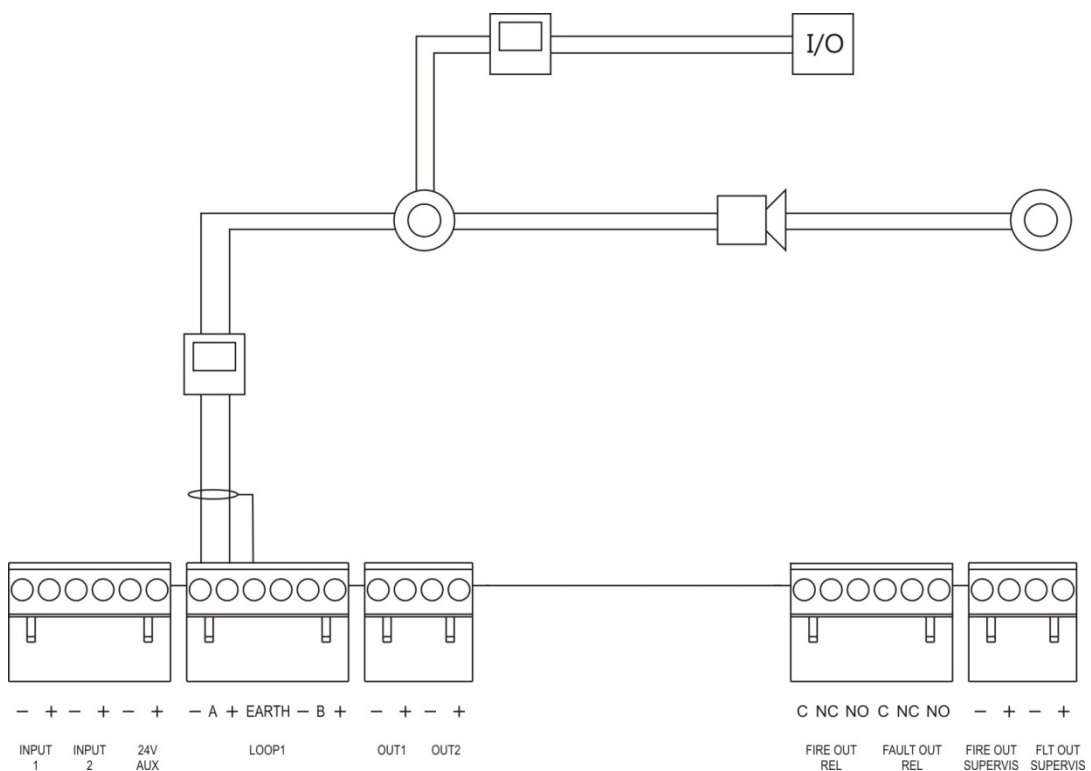 I/O
− + − + − + − A + EARTH − B + − + − + C NC NO C NC NO − + − +
INPUT INPUT 24V LOOP1 OUT1 OUT2 FIRE OUT FAULT OUT FIRE OUT FLT OUT
1 2 AUX REL REL SUPERVIS SUPERVIS